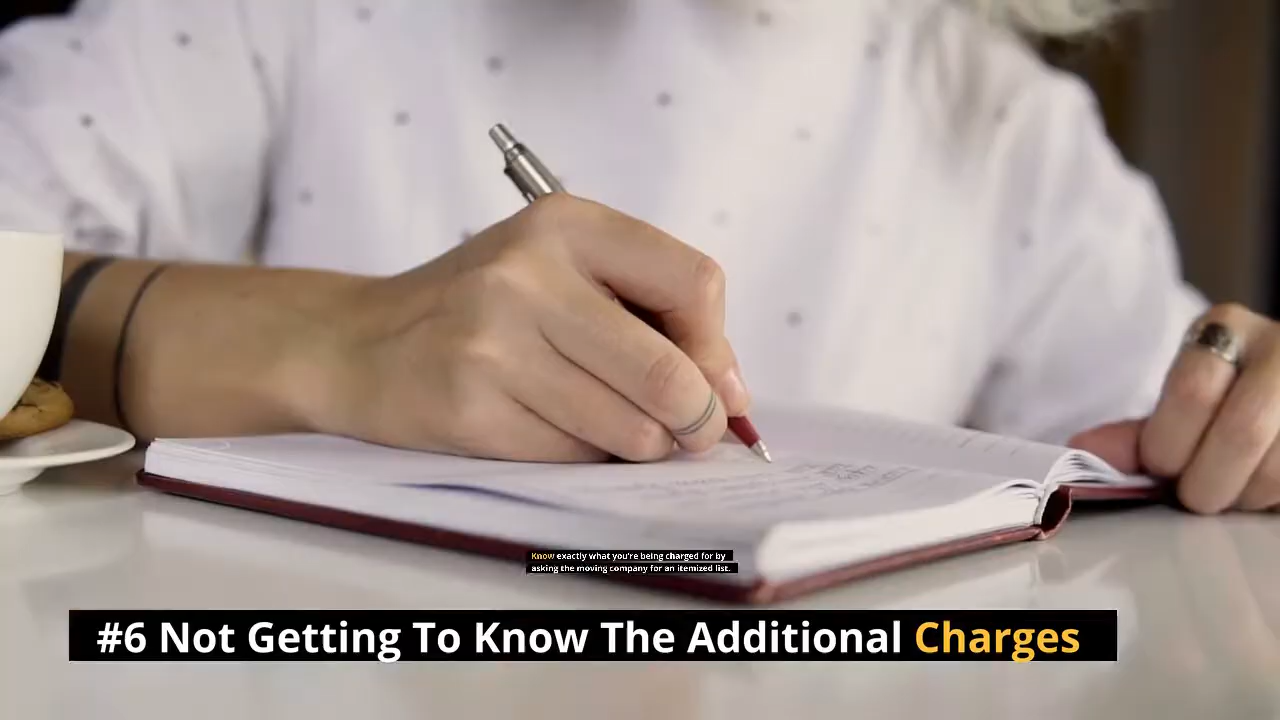 Know exactly what you're being charged for by
asking the moving company for an itemized list.
#6 Not Getting To Know The Additional Charges